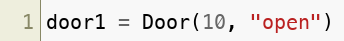 1 door1 = Door(10, "open")